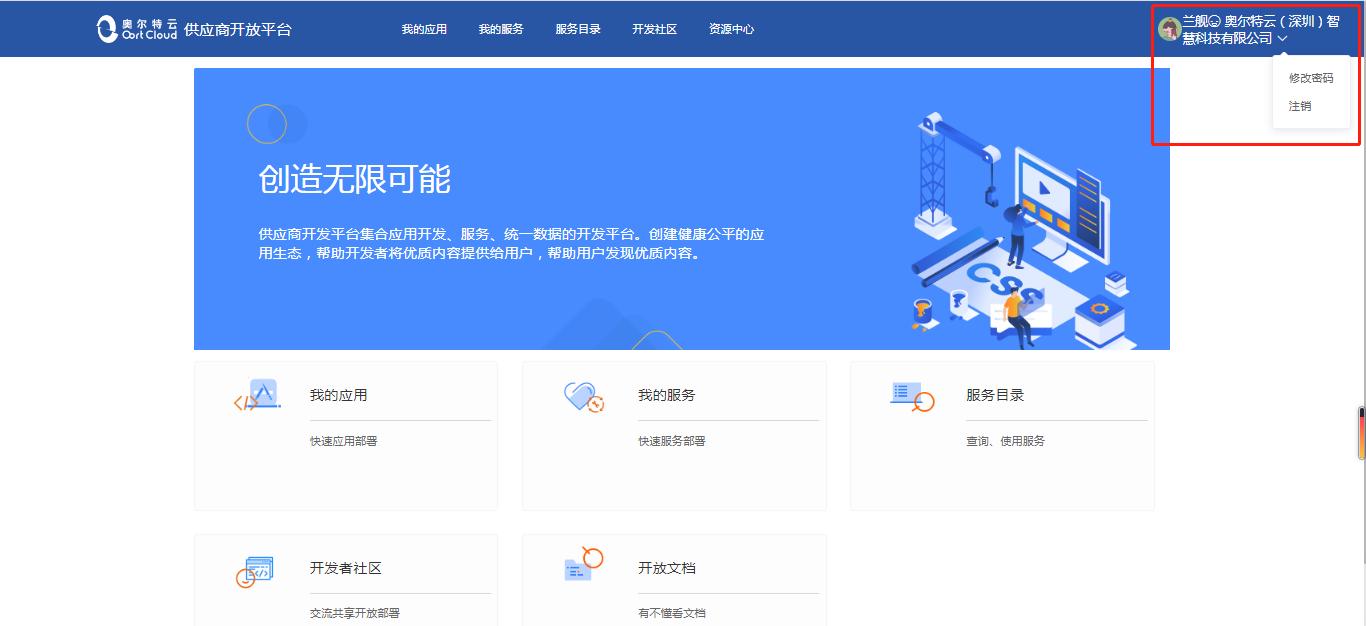 奥尔特云
Oort Cloud
供应商开放平台
我的应用
我的服务
服务目录
开发社区
资源中心
兰舰 奥尔特云（深圳）智
慧科技有限公司
修改密码
注销
创造无限可能
供应商开发平台集合应用开发、服务、统一数据的开发平台。创建健康公平的应
用生态，帮助开发者将优质内容提供给用户，帮助用户发现优质内容。
CSS
我的应用
快速应用部署
我的服务
快速服务部署
服务目录
查询、使用服务
开发者社区
交流共享开放部署
开放文档
有不懂看文档